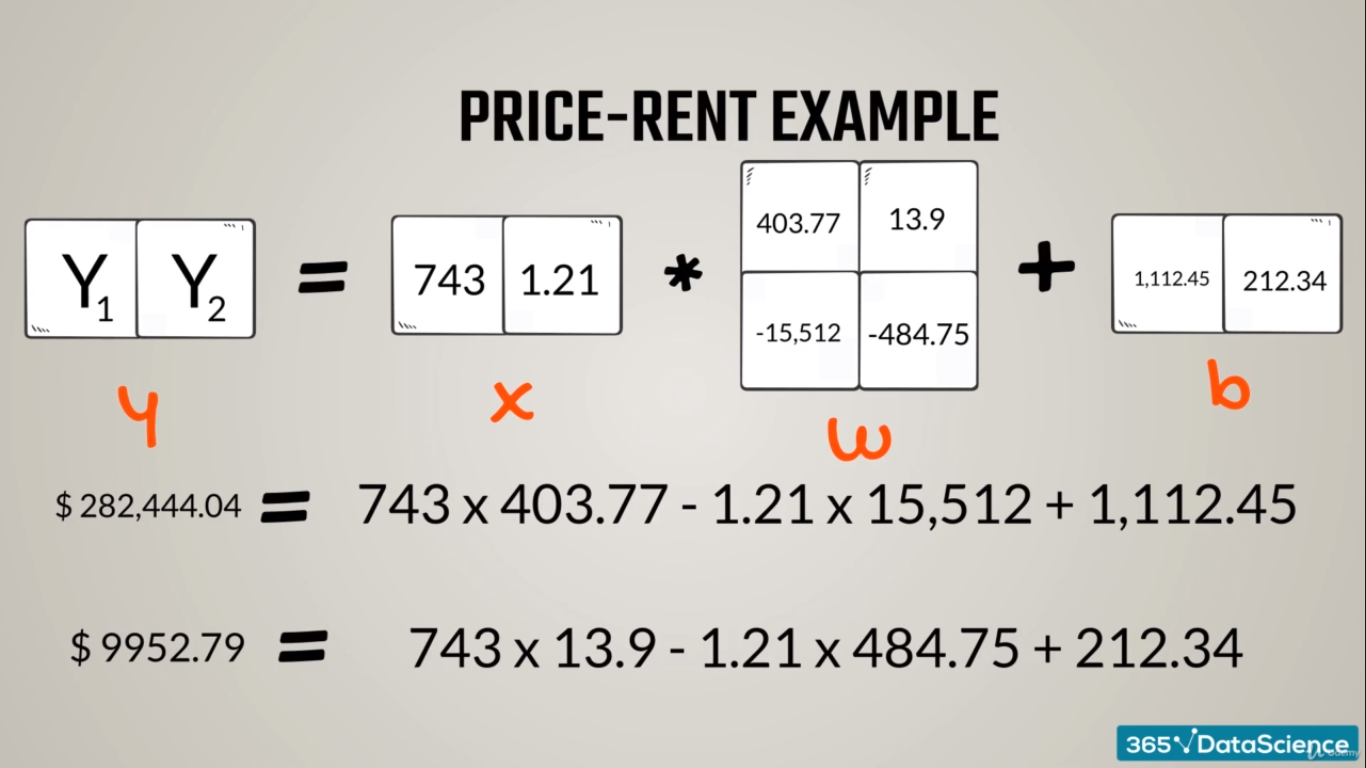 PRICE-RENT EXAMPLE
Y1 Y2 = 743 1.21 * 403.77 13.9 + 1,112.45 212.34
-15,512 -484.75
y x w b
$ 282,444.04 = 743 x 403.77 - 1.21 x 15,512 + 1,112.45
$ 9952.79 = 743 x 13.9 - 1.21 x 484.75 + 212.34
365 DataScience
udemy